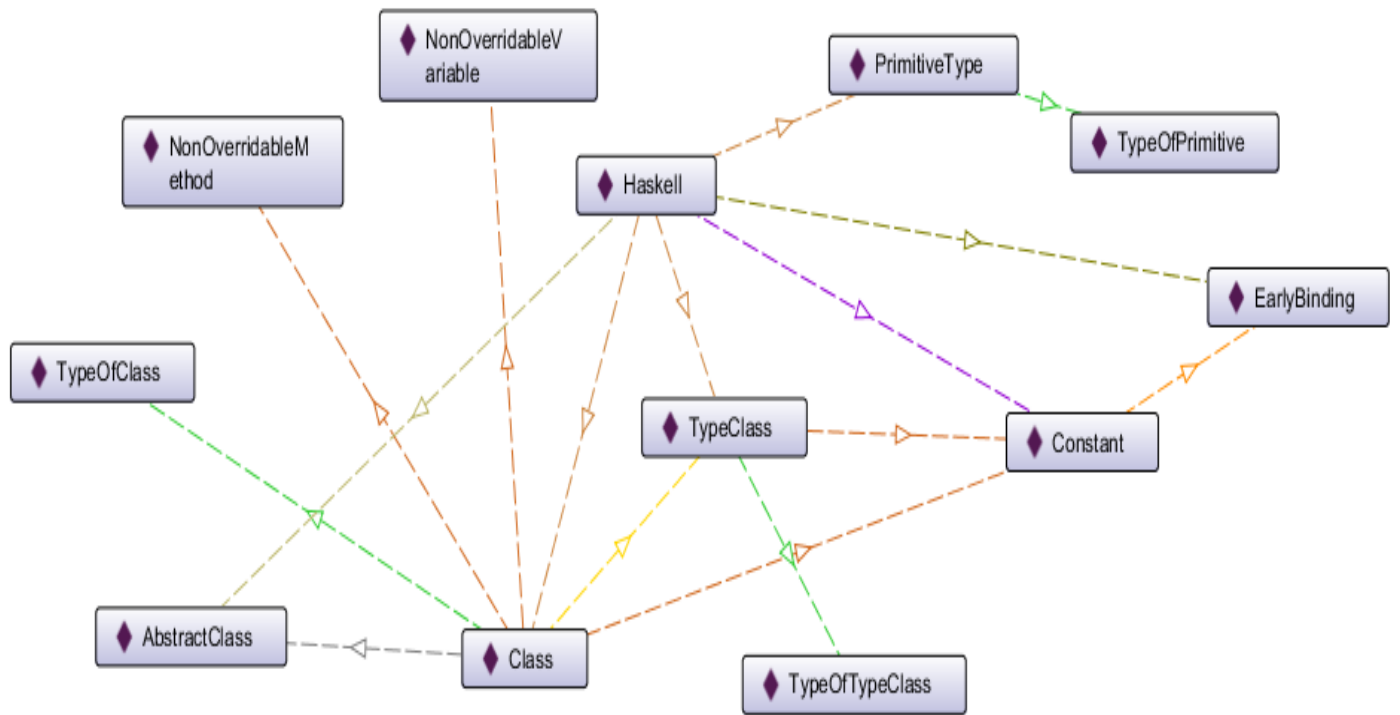 NonOverridableV
ariable
PrimitiveType
NonOverridableM
ethod
TypeOfPrimitive
Haskell
EarlyBinding
TypeOfClass
TypeClass
Constant
AbstractClass
Class
TypeOfTypeClass